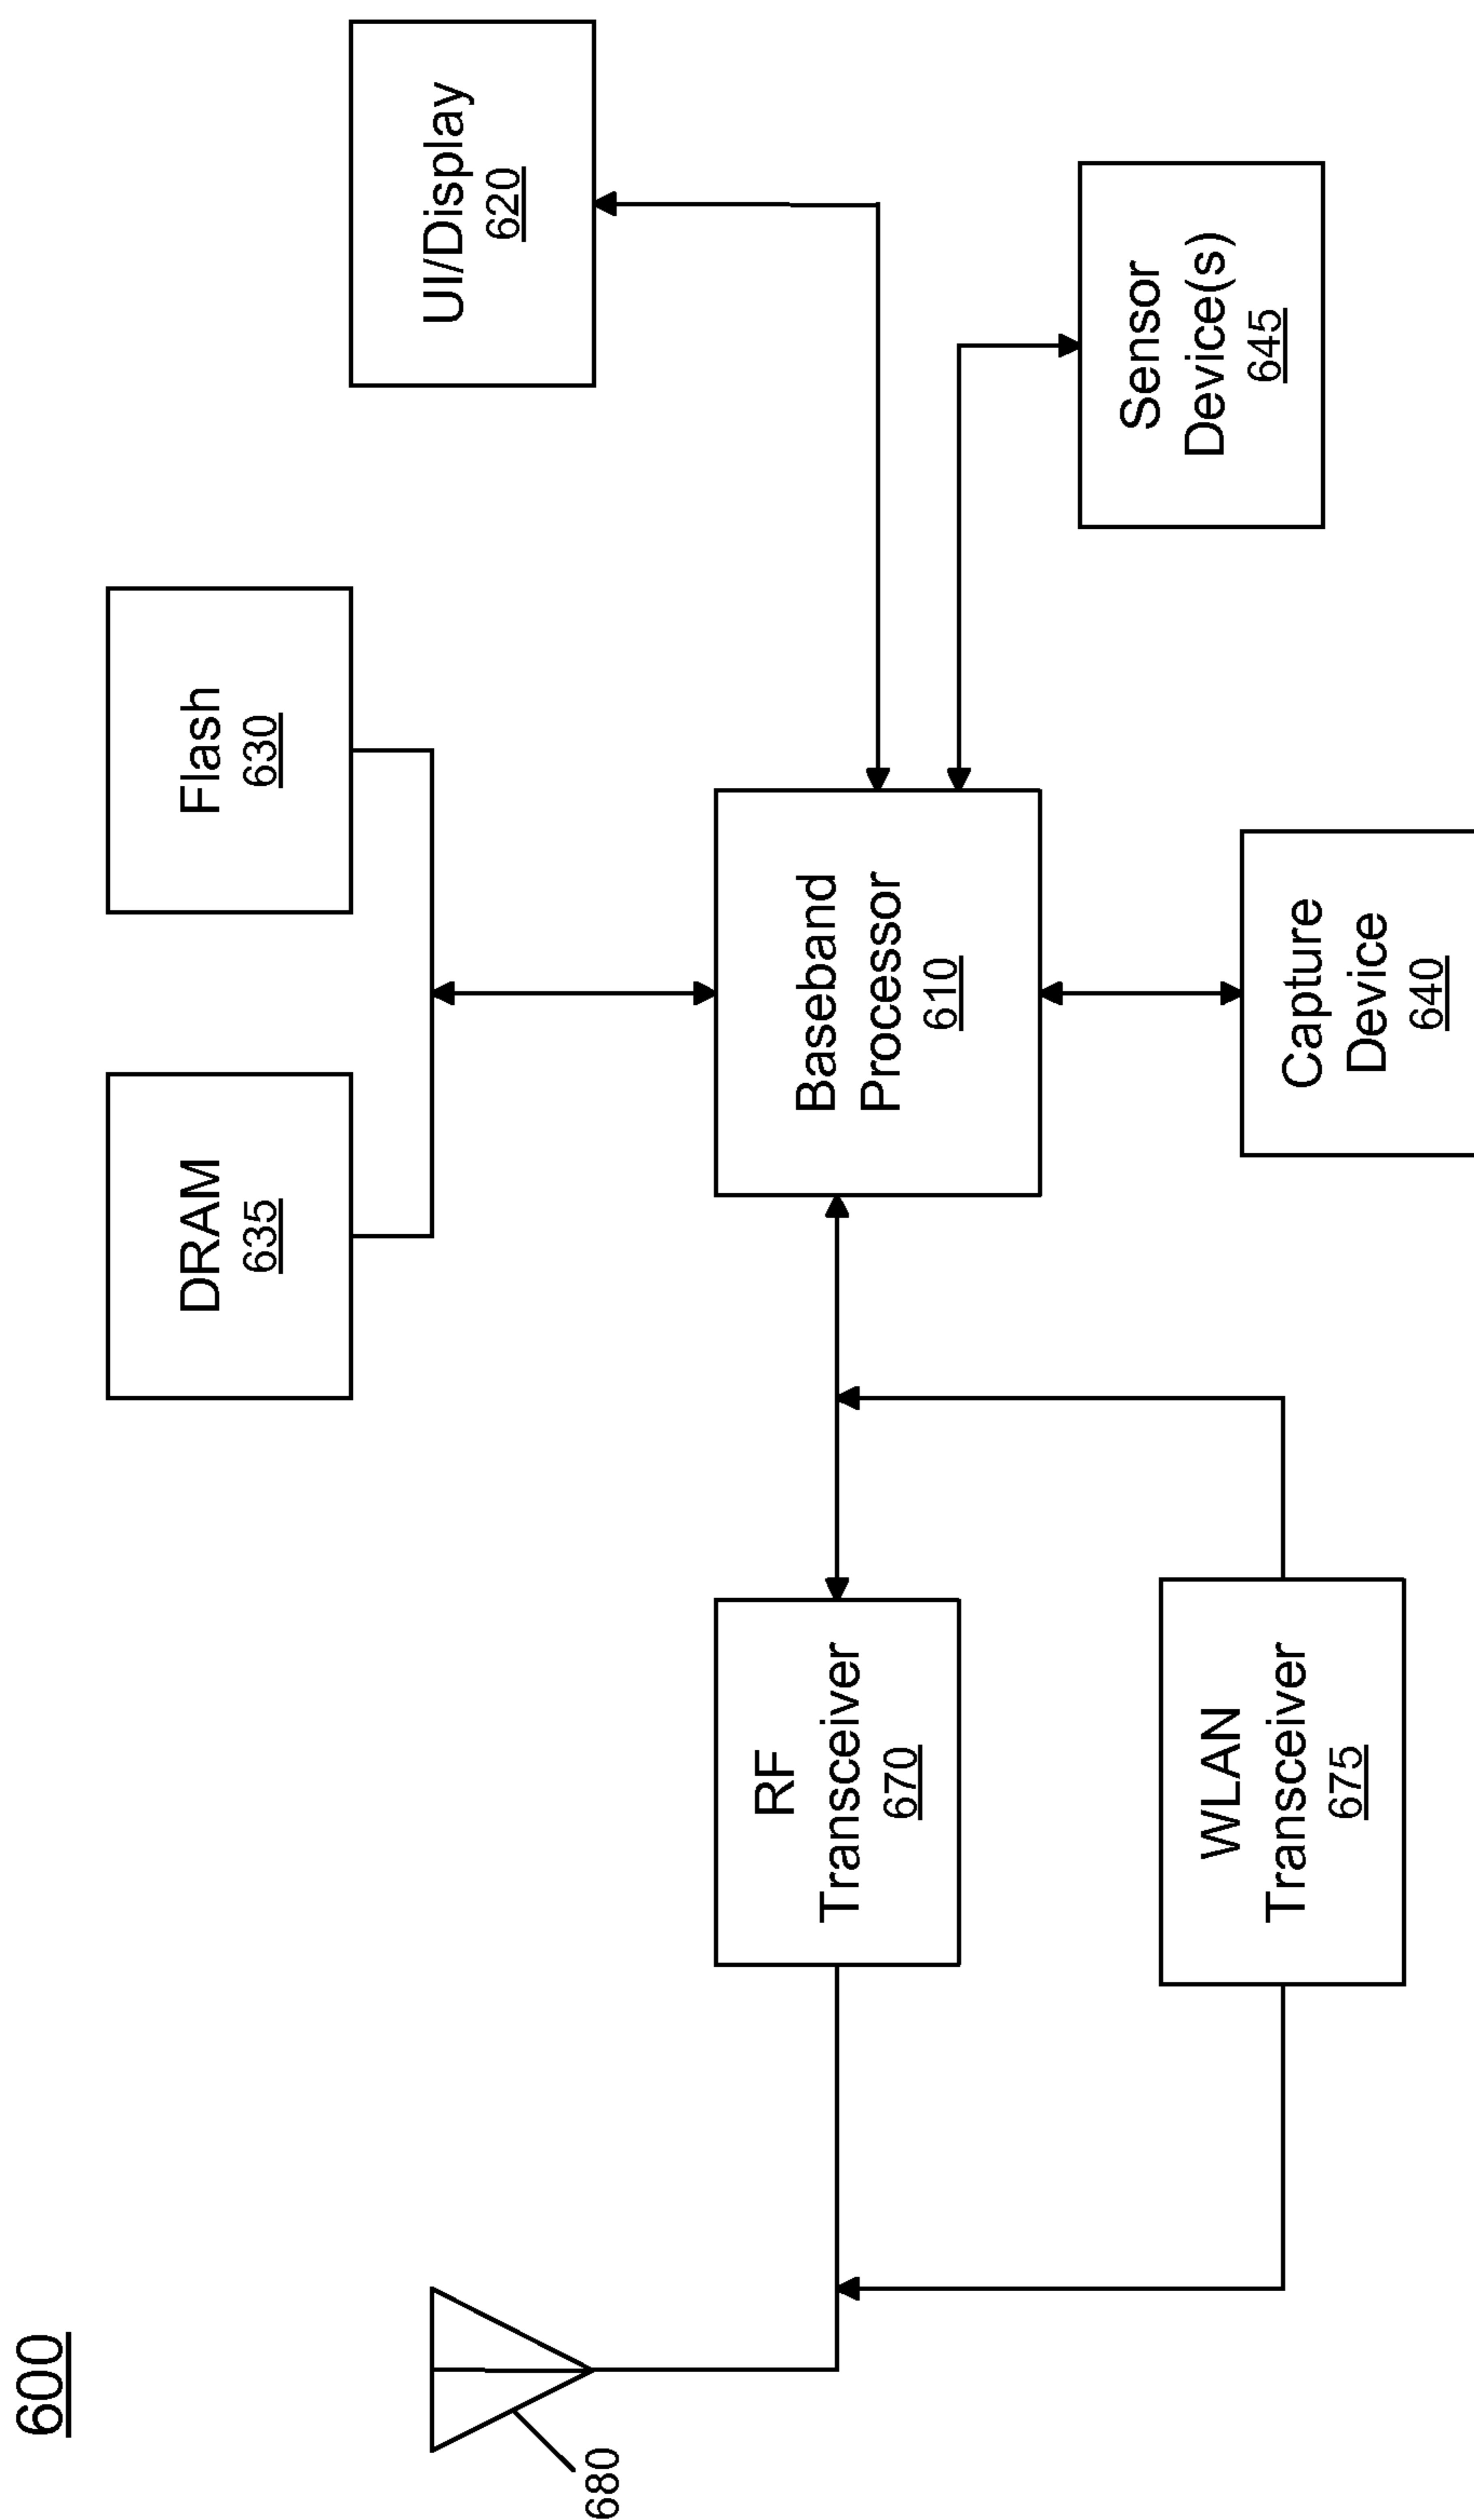 600
DRAM
635
Flash
630
UI/Display
620
680
RF
Transceiver
670
Baseband
Processor
610
WLAN
Transceiver
675
Capture
Device
640
Sensor
Device(s)
645